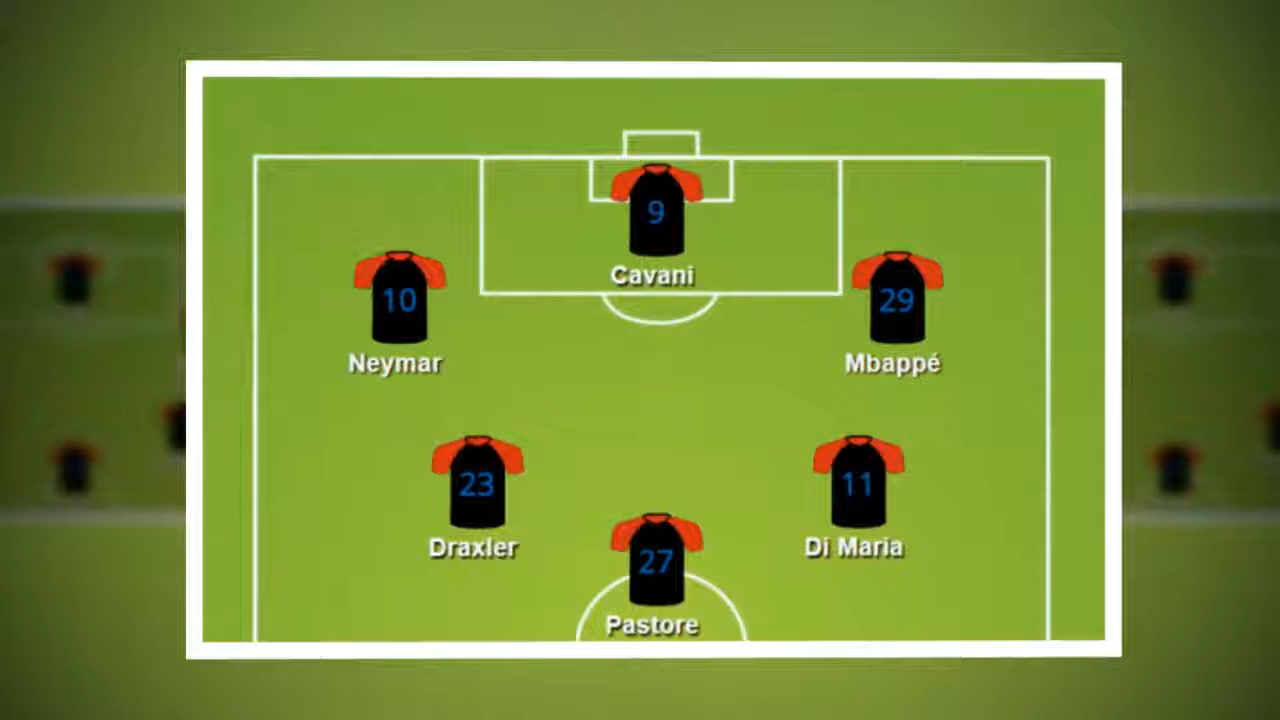 9
Cavani
10
Neymar
29
Mbappé
23
Draxler
11
Di Maria
27
Pastore